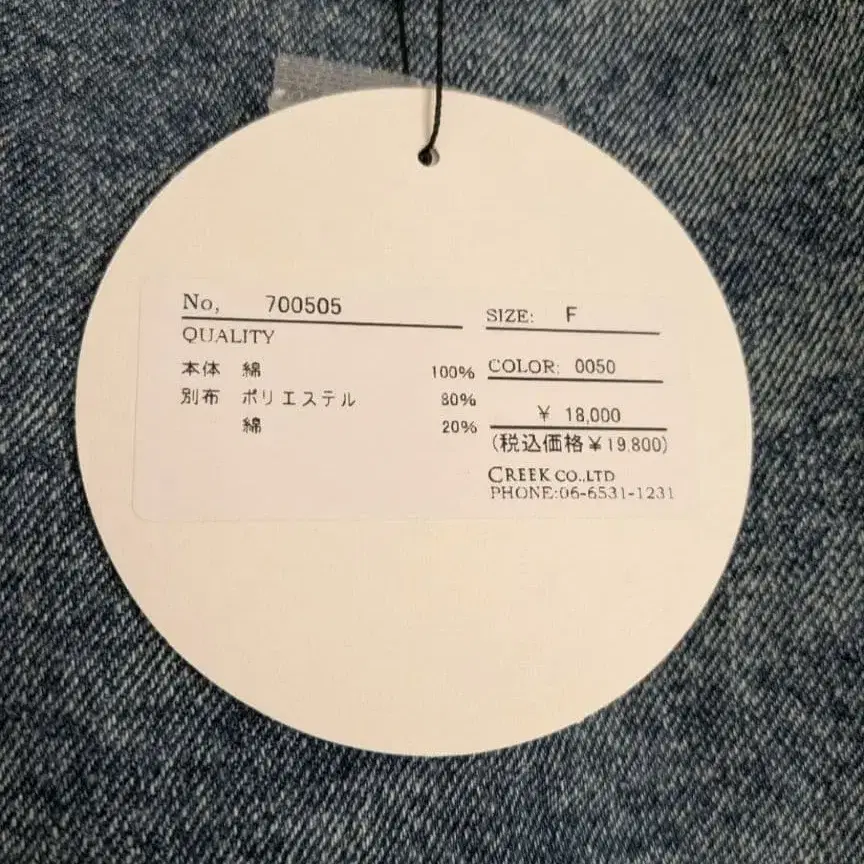 No, 700505
QUALITY
本体 綿 100%
別布 ポリエステル 80%
綿 20%
SIZE: F
COLOR: 0050
¥ 18,000
(税込価格¥19,800)
CREEK CO.,LTD
PHONE:06-6531-1231